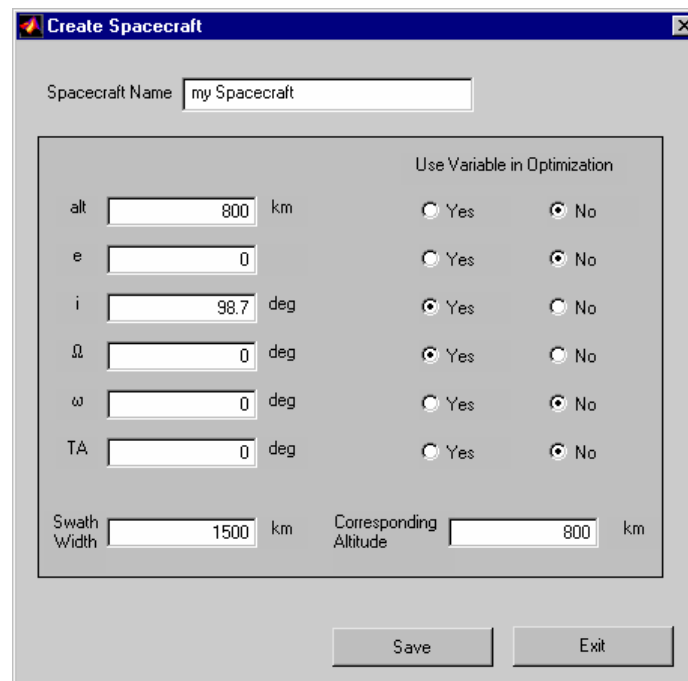 Create Spacecraft
Spacecraft Name my Spacecraft
Use Variable in Optimization
alt 800 km Yes No
e 0 Yes No
i 98.7 deg Yes No
Ω 0 deg Yes No
ω 0 deg Yes No
TA 0 deg Yes No
Swath Width 1500 km Corresponding Altitude 800 km
Save Exit